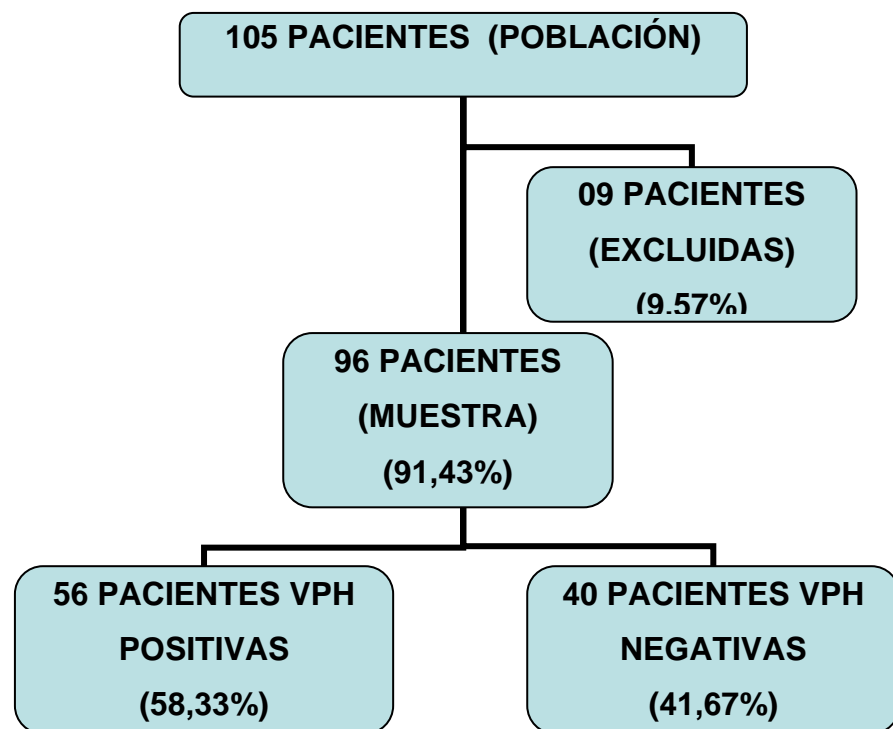 105 PACIENTES (POBLACIÓN)
09 PACIENTES
(EXCLUIDAS)
(9.57%)
96 PACIENTES
(MUESTRA)
(91,43%)
56 PACIENTES VPH
POSITIVAS
(58,33%)
40 PACIENTES VPH
NEGATIVAS
(41,67%)